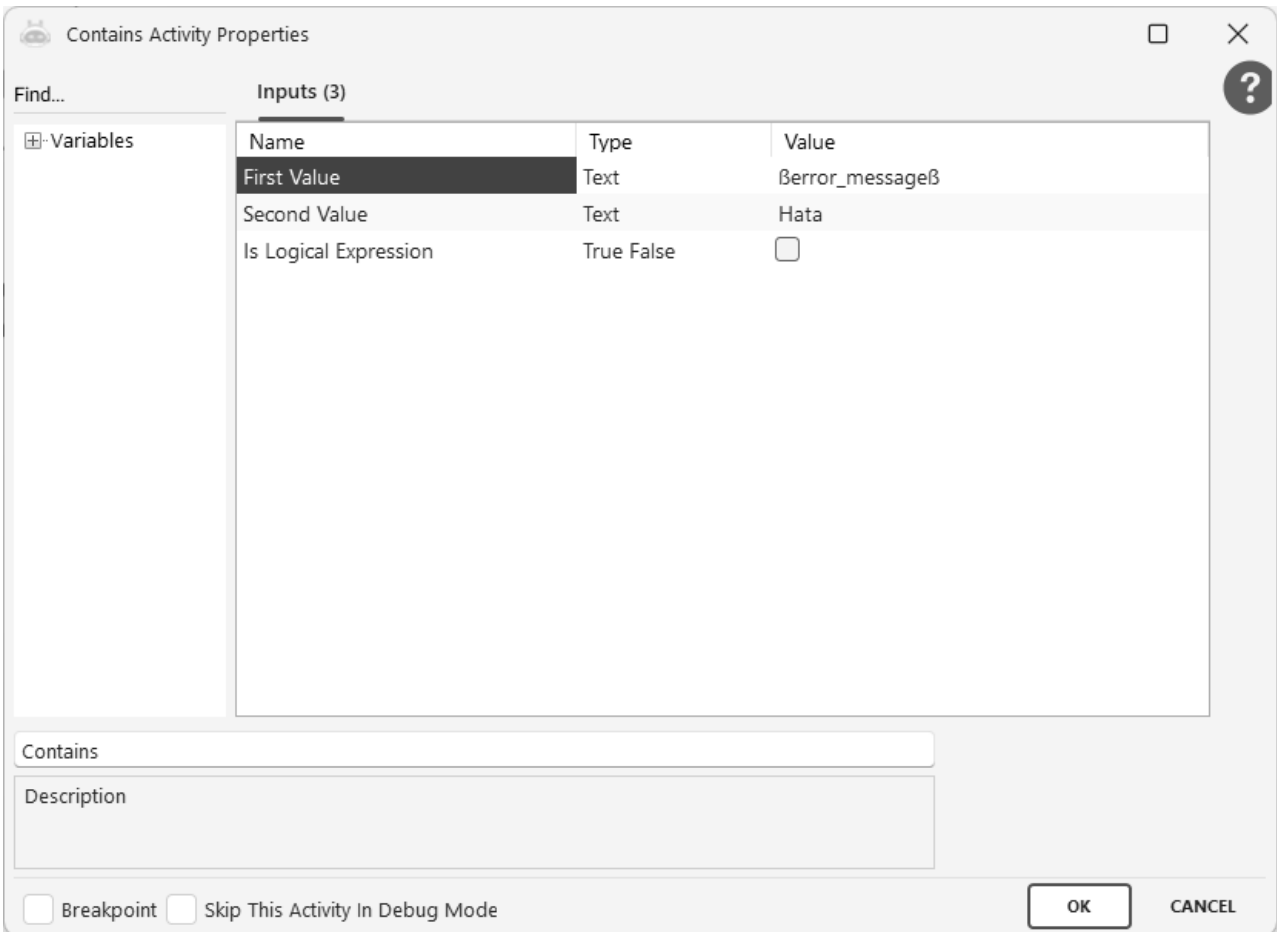 Contains Activity Properties
Find...
Inputs (3)
?
Variables
Name Type Value
First Value Text ßerror_messageß
Second Value Text Hata
Is Logical Expression True False
Contains
Description
Breakpoint Skip This Activity In Debug Mode OK CANCEL